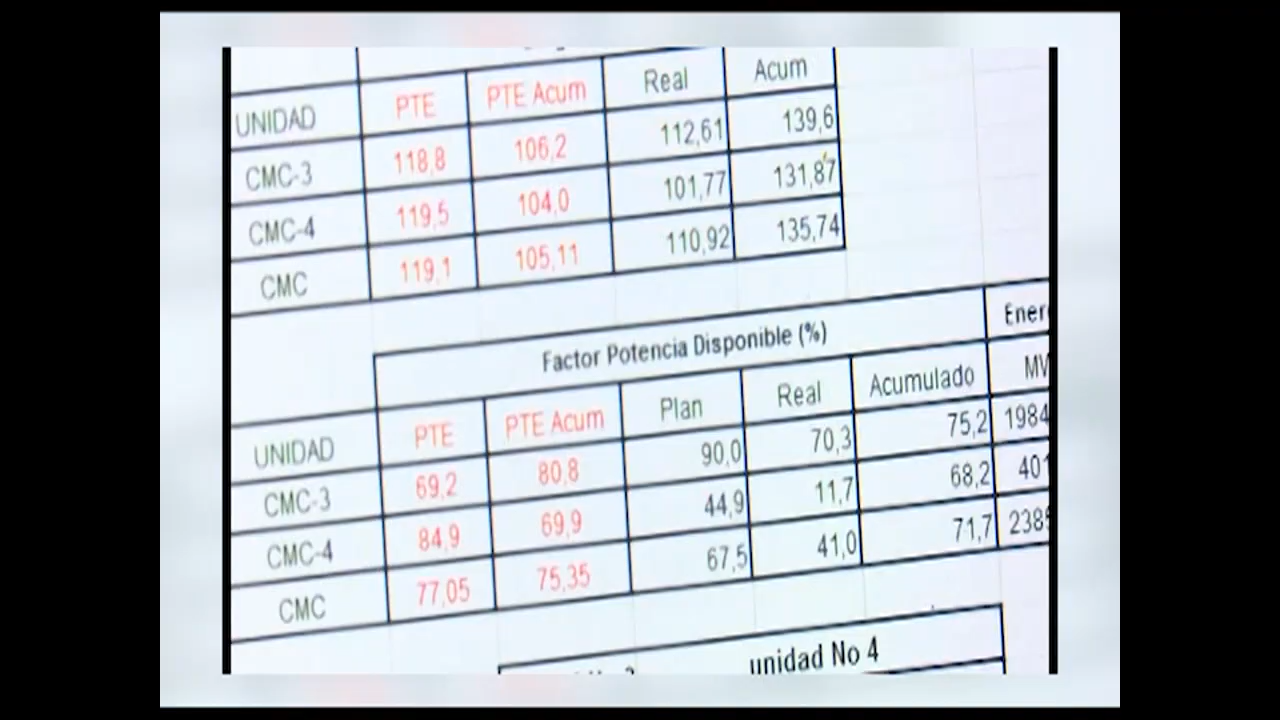 UNIDAD PTE PTE Acum Real Acum
CMC-3 118,8 106,2 112,61 139,6
CMC-4 119,5 104,0 101,77 131,87
CMC 119,1 105,11 110,92 135,74
Factor Potencia Disponible (%)
UNIDAD PTE PTE Acum Plan Real Acumulado
CMC-3 69,2 80,8 90,0 70,3 75,2 1984
CMC-4 84,9 69,9 44,9 11,7 68,2 401
CMC 77,05 75,35 67,5 41,0 71,7
unidad No 4